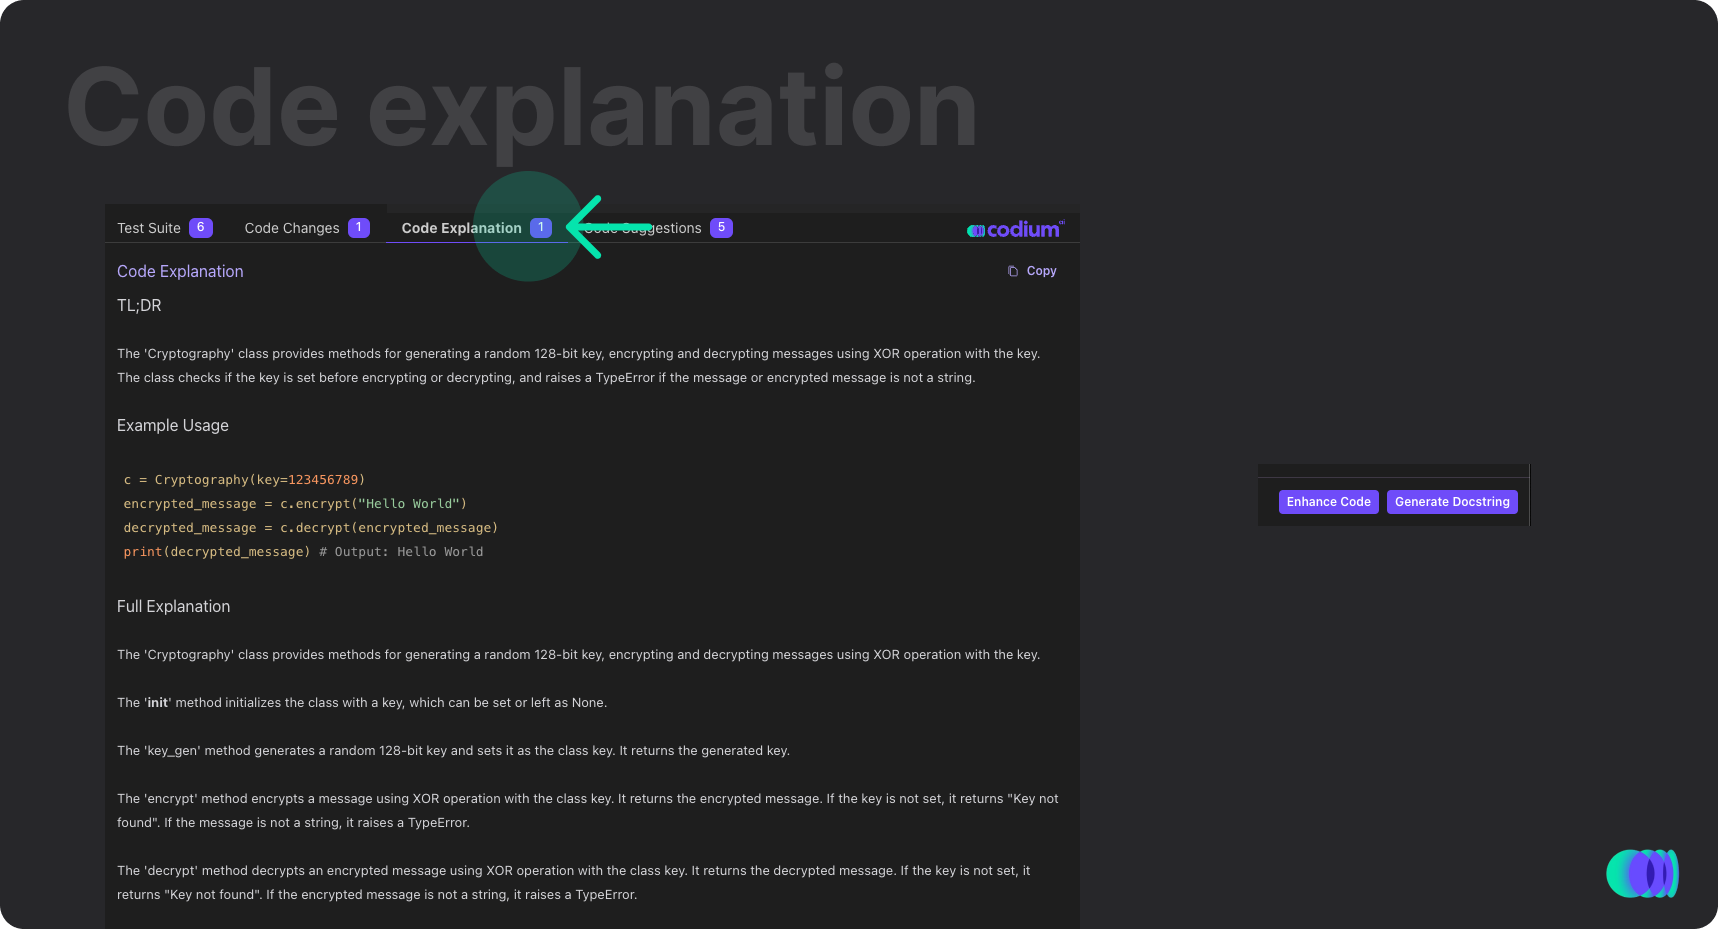 Code explanation
Test Suite 6 Code Changes 1 Code Explanation 1 Code Suggestions 5 codium ai
Code Explanation Copy
TL;DR
The 'Cryptography' class provides methods for generating a random 128-bit key, encrypting and decrypting messages using XOR operation with the key.
The class checks if the key is set before encrypting or decrypting, and raises a TypeError if the message or encrypted message is not a string.
Example Usage
c = Cryptography(key=123456789)
encrypted_message = c.encrypt("Hello World")
decrypted_message = c.decrypt(encrypted_message)
print(decrypted_message) # Output: Hello World
Enhance Code Generate Docstring
Full Explanation
The 'Cryptography' class provides methods for generating a random 128-bit key, encrypting and decrypting messages using XOR operation with the key.
The 'init' method initializes the class with a key, which can be set or left as None.
The 'key_gen' method generates a random 128-bit key and sets it as the class key. It returns the generated key.
The 'encrypt' method encrypts a message using XOR operation with the class key. It returns the encrypted message. If the key is not set, it returns "Key not
found". If the message is not a string, it raises a TypeError.
The 'decrypt' method decrypts an encrypted message using XOR operation with the class key. It returns the decrypted message. If the key is not set, it
returns "Key not found". If the encrypted message is not a string, it raises a TypeError.